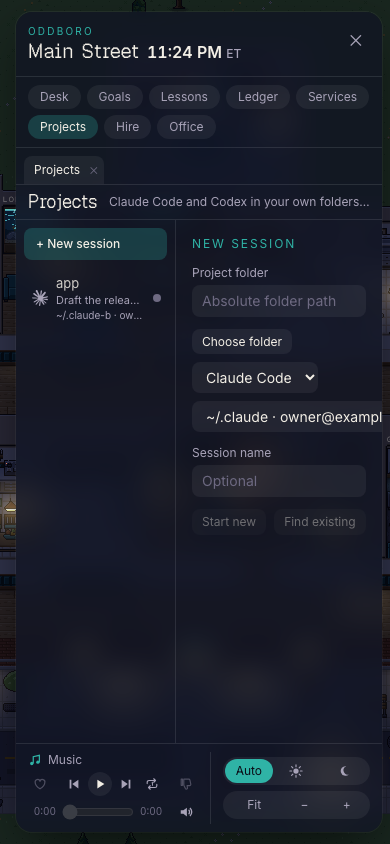 ODDBORO
Main Street 11:24 PM ET
Desk Goals Lessons Ledger Services
Projects Hire Office
Projects
Projects Claude Code and Codex in your own folders...
+ New session
app
Draft the relea...
~/.claude-b · ow...
NEW SESSION
Project folder
Absolute folder path
Choose folder
Claude Code
~/.claude · owner@exampl
Session name
Optional
Start new Find existing
Music
0:00 0:00
Auto
Fit − +